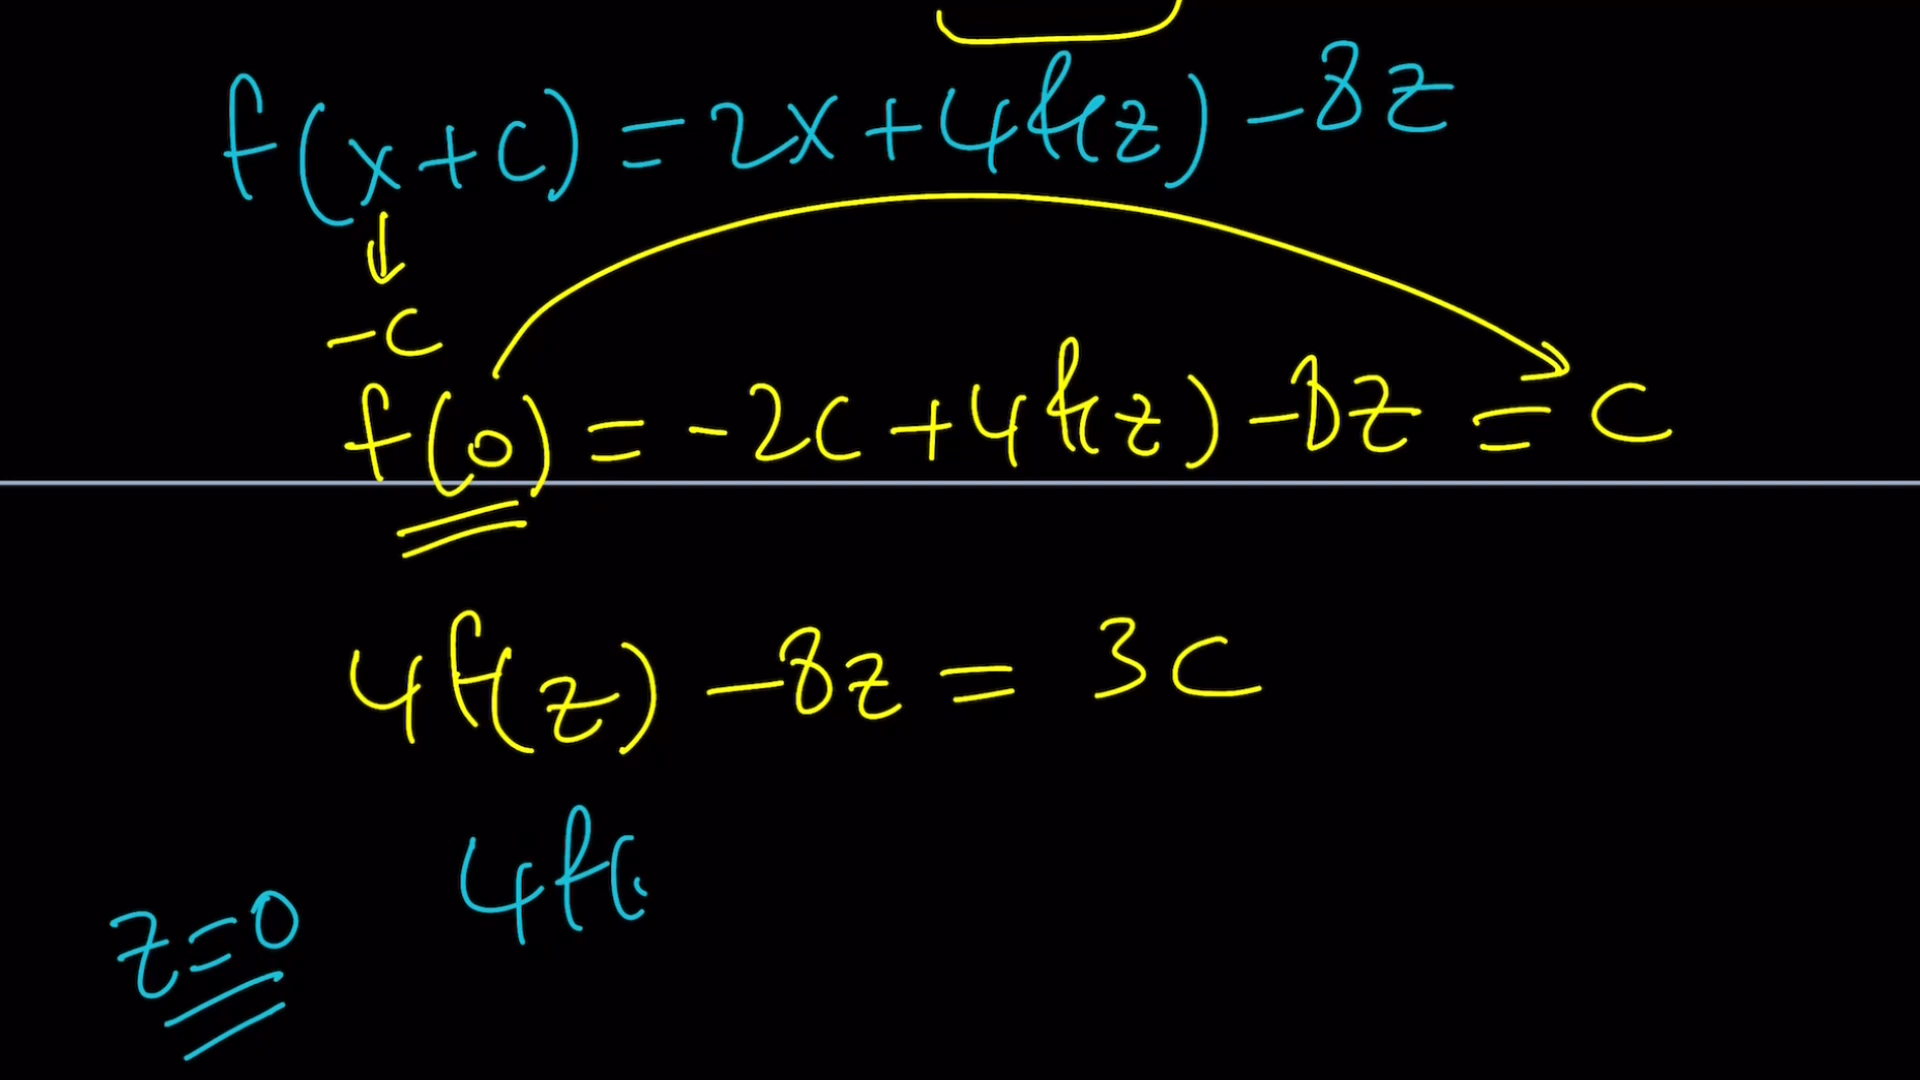 f(x+c) = 2x+4f(z) -8z
-c
f(0) = -2c +4f(z) -8z = c
4f(z) -8z = 3c
z=0 4f(